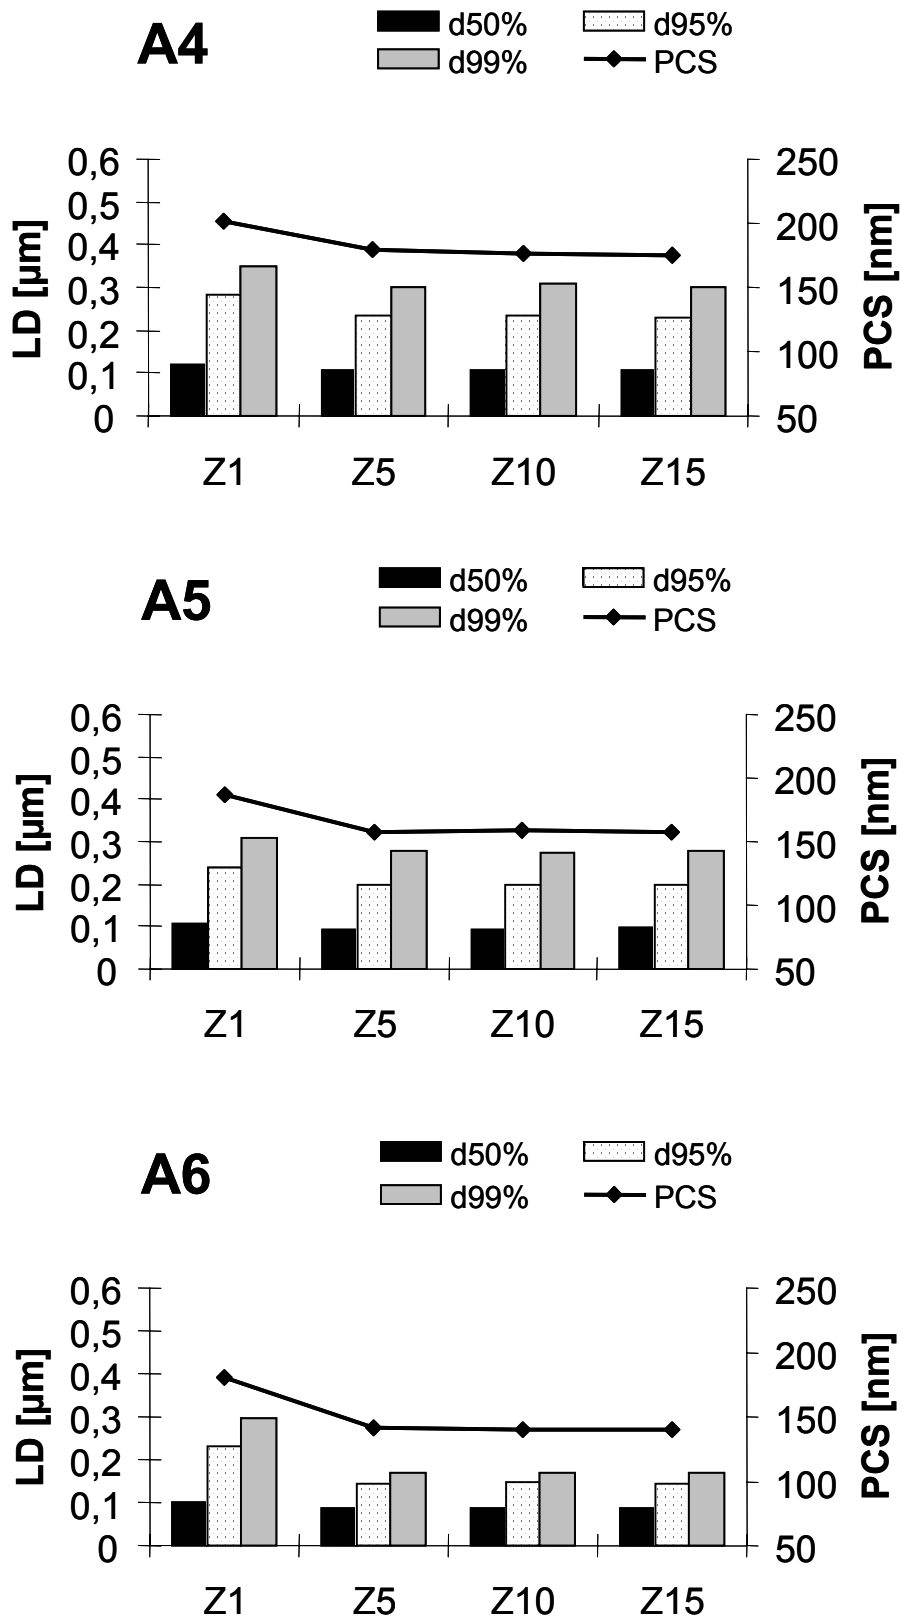 A4
d50% d95%
d99% PCS
0,6 250
0,5
0,4 200
0,3 150
0,2
0,1 100
0 50
LD [µm]
PCS [nm]
Z1 Z5 Z10 Z15
A5
d50% d95%
d99% PCS
0,6 250
0,5
0,4 200
0,3 150
0,2
0,1 100
0 50
LD [µm]
PCS [nm]
Z1 Z5 Z10 Z15
A6
d50% d95%
d99% PCS
0,6 250
0,5
0,4 200
0,3 150
0,2
0,1 100
0 50
LD [µm]
PCS [nm]
Z1 Z5 Z10 Z15